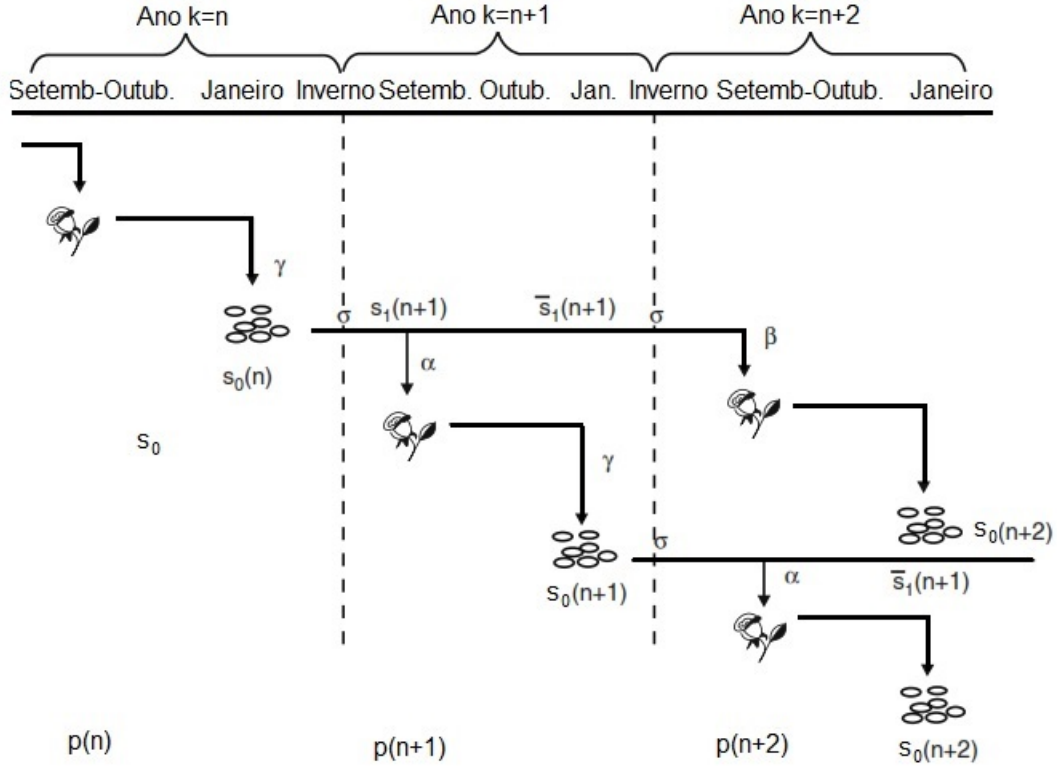 Ano k=n Ano k=n+1 Ano k=n+2
Setemb-Outub. Janeiro Inverno Setemb. Outub. Jan. Inverno Setemb-Outub. Janeiro
γ
σ s₁(n+1) s̅₁(n+1) σ
β
s₀(n) α
s₀
γ
s₀(n+2)
σ
s₀(n+1) α s̅₁(n+1)
p(n) p(n+1) p(n+2) s₀(n+2)